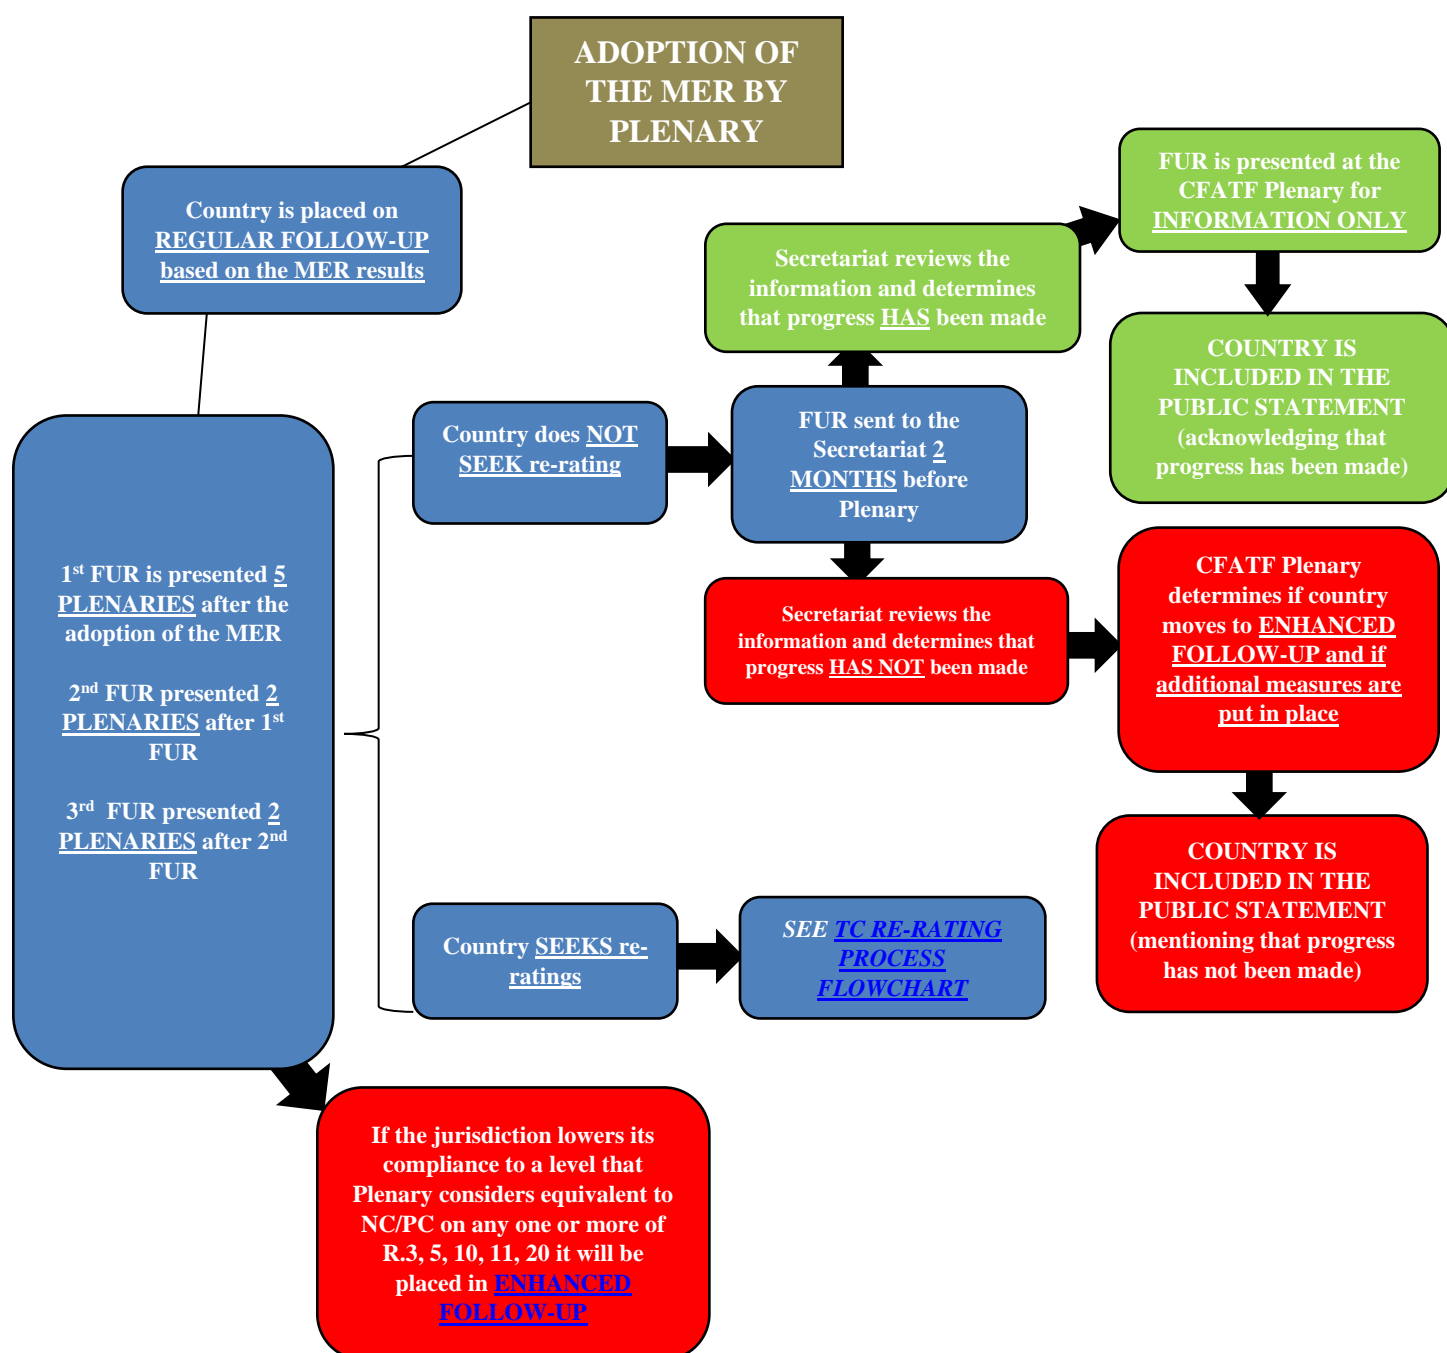 ADOPTION OF
THE MER BY
PLENARY
Country is placed on
REGULAR FOLLOW-UP
based on the MER results
1st FUR is presented 5
PLENARIES after the
adoption of the MER
2nd FUR presented 2
PLENARIES after 1st
FUR
3rd FUR presented 2
PLENARIES after 2nd
FUR
Country does NOT
SEEK re-rating
FUR sent to the
Secretariat 2
MONTHS before
Plenary
Secretariat reviews the
information and determines
that progress HAS been made
FUR is presented at the
CFATF Plenary for
INFORMATION ONLY
COUNTRY IS
INCLUDED IN THE
PUBLIC STATEMENT
(acknowledging that
progress has been made)
Secretariat reviews the
information and determines that
progress HAS NOT been made
CFATF Plenary
determines if country
moves to ENHANCED
FOLLOW-UP and if
additional measures are
put in place
COUNTRY IS
INCLUDED IN THE
PUBLIC STATEMENT
(mentioning that progress
has not been made)
Country SEEKS re-
ratings
SEE TC RE-RATING
PROCESS
FLOWCHART
If the jurisdiction lowers its
compliance to a level that
Plenary considers equivalent to
NC/PC on any one or more of
R.3, 5, 10, 11, 20 it will be
placed in ENHANCED
FOLLOW-UP